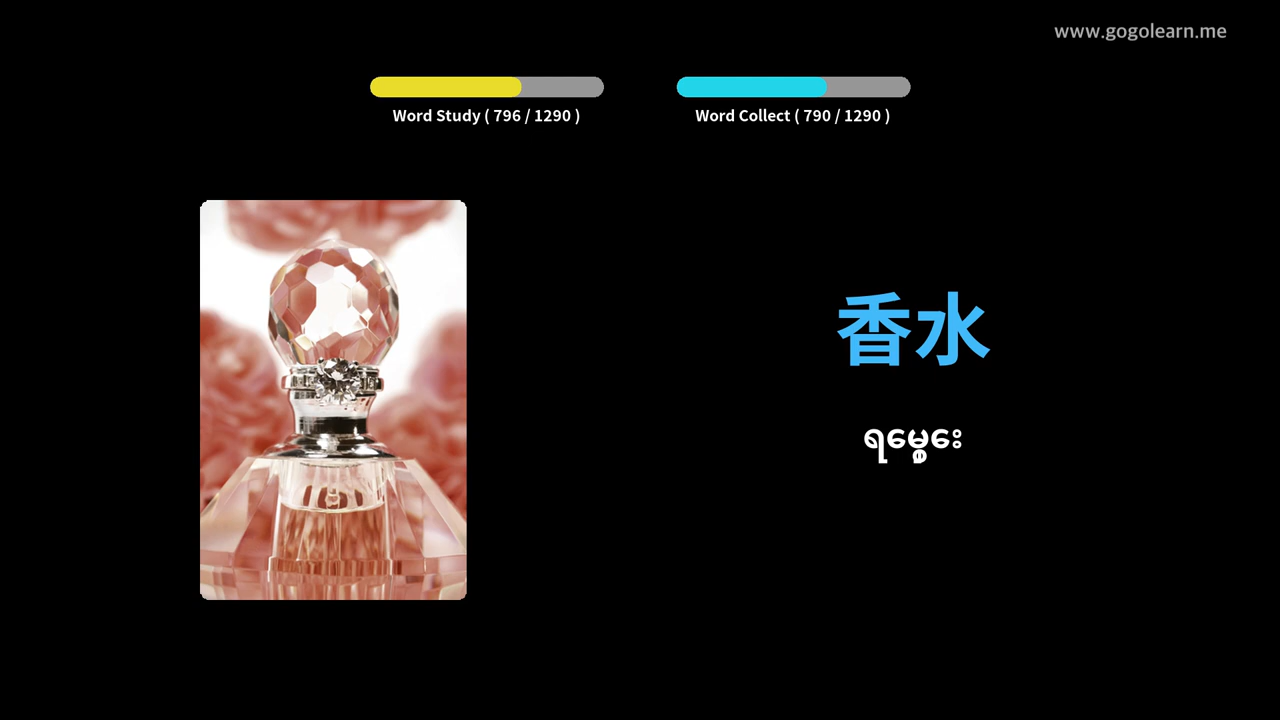 www.gogolearn.me
Word Study ( 796 / 1290 )
Word Collect ( 790 / 1290 )
香水
ရမွေေး